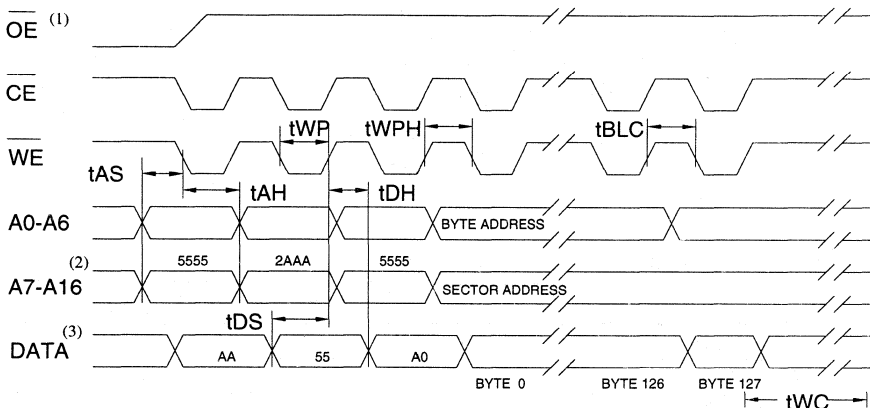 OE (1)
CE
tWP tWPH tBLC
WE
tAS
tAH tDH
A0-A6 BYTE ADDRESS
5555 2AAA 5555
(2)
A7-A16 SECTOR ADDRESS
tDS
DATA (3) AA 55 A0
BYTE 0 BYTE 126 BYTE 127
tWC